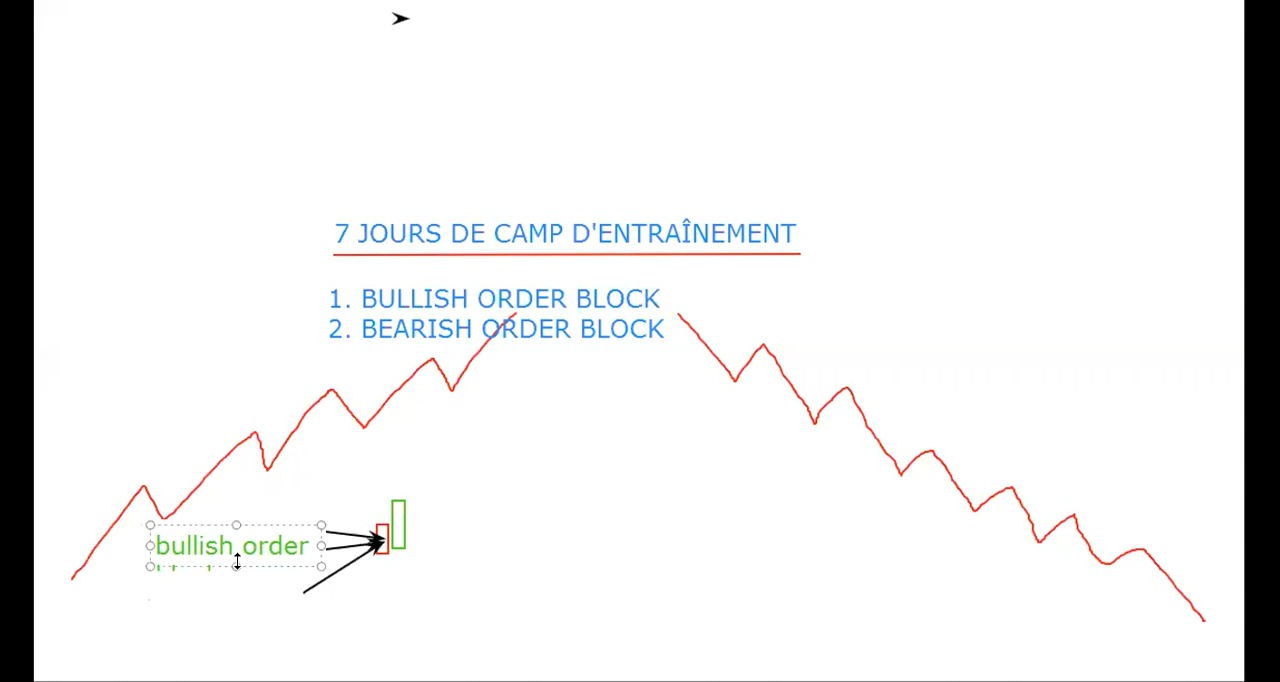 7 JOURS DE CAMP D'ENTRAÎNEMENT
1. BULLISH ORDER BLOCK
2. BEARISH ORDER BLOCK
bullish order